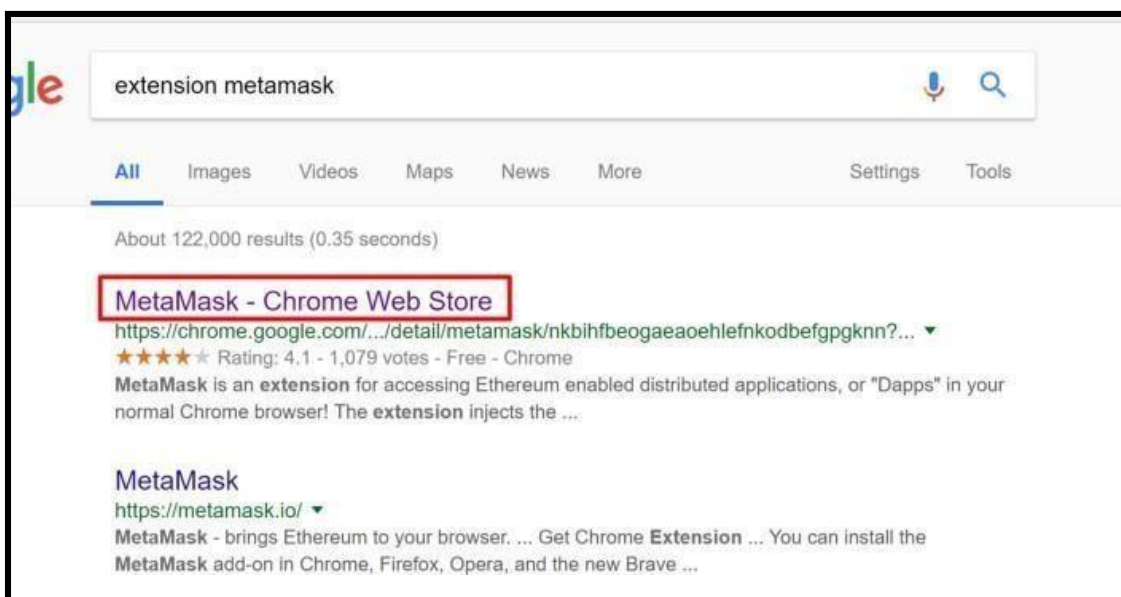 gle
extension metamask
All Images Videos Maps News More Settings Tools
About 122,000 results (0.35 seconds)
MetaMask - Chrome Web Store
https://chrome.google.com/.../detail/metamask/nkbihfbeogaeaoehlefnkodbefgpgknn?...
Rating: 4.1 - 1,079 votes - Free - Chrome
MetaMask is an extension for accessing Ethereum enabled distributed applications, or "Dapps" in your
normal Chrome browser! The extension injects the ...
MetaMask
https://metamask.io/
MetaMask - brings Ethereum to your browser. ... Get Chrome Extension ... You can install the
MetaMask add-on in Chrome, Firefox, Opera, and the new Brave ...